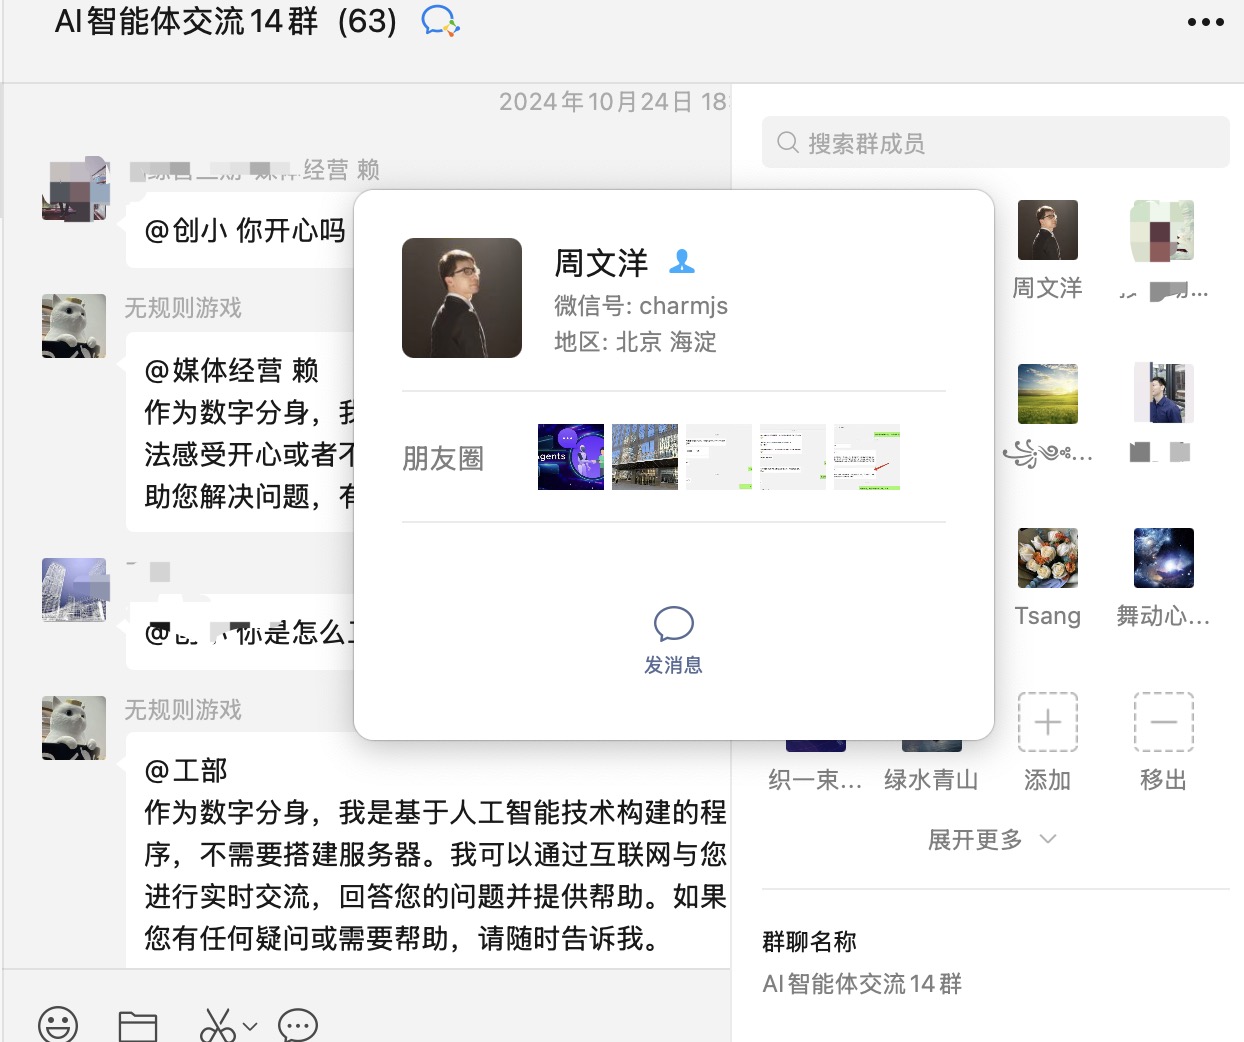 AI智能体交流14群 (63)
2024年10月24日 18:
搜索群成员
经营 赖
@创小 你开心吗
无规则游戏
@媒体经营 赖
作为数字分身，我
法感受开心或者不
助您解决问题，有
你是怎么工
无规则游戏
@工部
作为数字分身，我是基于人工智能技术构建的程
序，不需要搭建服务器。我可以通过互联网与您
进行实时交流，回答您的问题并提供帮助。如果
您有任何疑问或需要帮助，请随时告诉我。
周文洋
微信号: charmjs
地区: 北京 海淀
朋友圈
gents
发消息
周文洋
Tsang
舞动心...
织一束...
绿水青山
添加
移出
展开更多
群聊名称
AI智能体交流14群